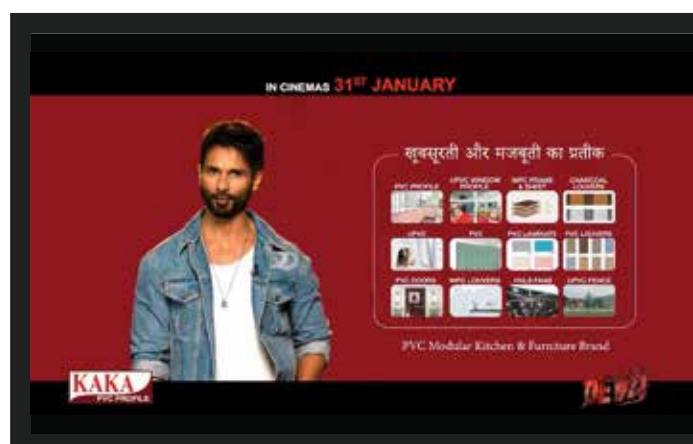 IN CINEMAS 31ST JANUARY
खूबसूरती और मजबूती का प्रतीक
PVC PROFILE UPVC WINDOW PROFILE WPC FRAME & SHEET CHARCOAL LOUVERS
UPVC PVC PVC LAMINATE PVC LOUVERS
PVC DOORS WPC LOUVERS UPVC FENCE
PVC Modular Kitchen & Furniture Brand
KAKA
PVC PROFILE
DEVA